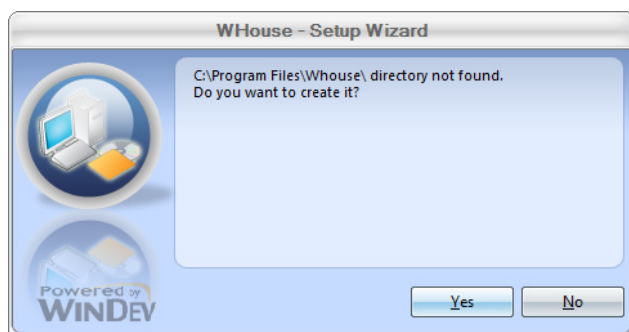 WHouse - Setup Wizard
C:\Program Files\Whouse\ directory not found.
Do you want to create it?
Powered by
WINDEV
Yes
No